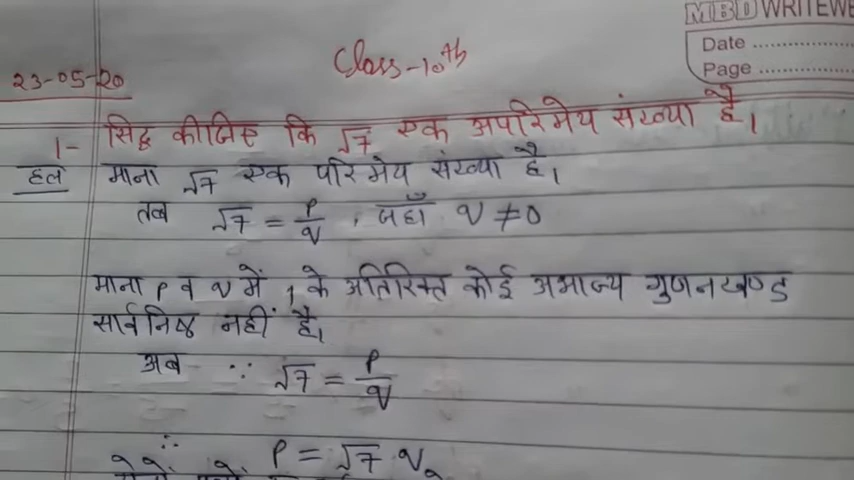 MBD WRITEWE
Date ..............
Page ..............
Class-10th
23-05-20
1- सिद्ध कीजिए कि √7 एक अपरिमेय संख्या है।
हल माना √7 एक परिमेय संख्या है।
तब √7 = P/q , जहाँ q ≠ 0
माना P व q में 1 के अतिरिक्त कोई अभाज्य गुणनखण्ड
सार्वनिष्ठ नहीं है।
अब ∵ √7 = P/q
∴ P = √7 . q